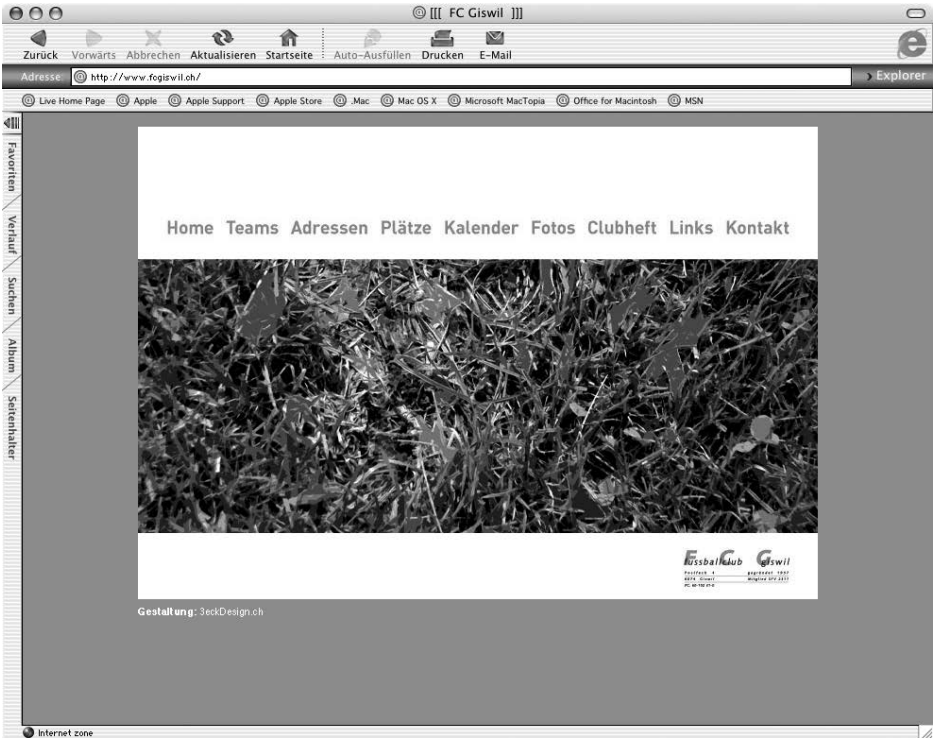 [[[ FC Giswil ]]]
Zurück Vorwärts Abbrechen Aktualisieren Startseite Auto-Ausfüllen Drucken E-Mail
Adresse http://www.fcgiswil.ch/ Explorer
Live Home Page Apple Apple Support Apple Store .Mac Mac OS X Microsoft MacTopia Office for Macintosh MSN
Favoriten
Verlauf
Suchen
Album
Seitenhalter
Home Teams Adressen Plätze Kalender Fotos Clubheft Links Kontakt
Fussballclub Giswil
Gestaltung: 3eckDesign.ch
Internet zone